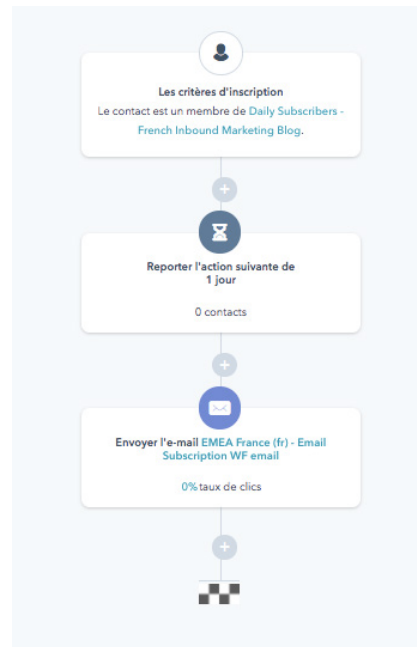 Les critères d'inscription
Le contact est un membre de Daily Subscribers -
French Inbound Marketing Blog.
Reporter l'action suivante de
1 jour
0 contacts
Envoyer l'e-mail EMEA France (fr) - Email
Subscription WF email
0% taux de clics